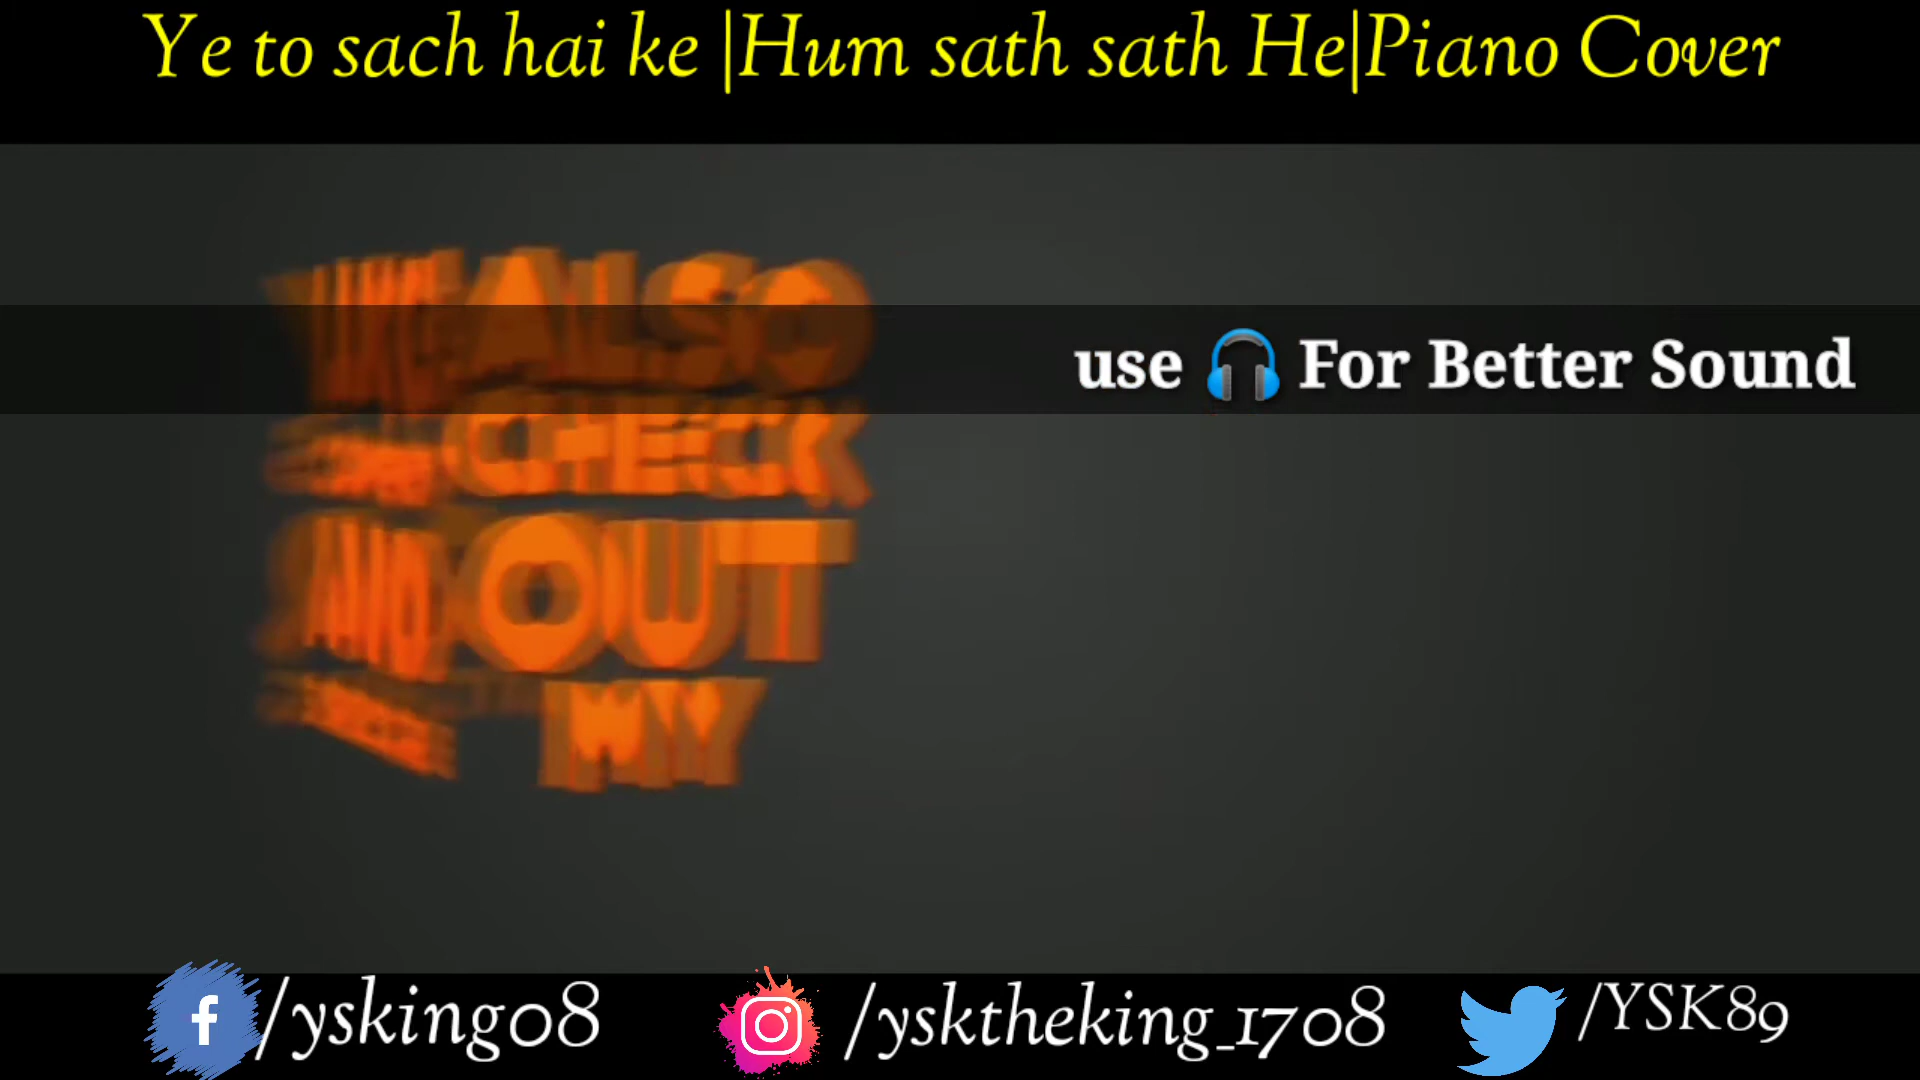 Ye to sach hai ke |Hum sath sath He|Piano Cover
use 🎧 For Better Sound
ALSO
CHECK
OUT
MY
/ysking08
/ysktheking_1708
/YSK89